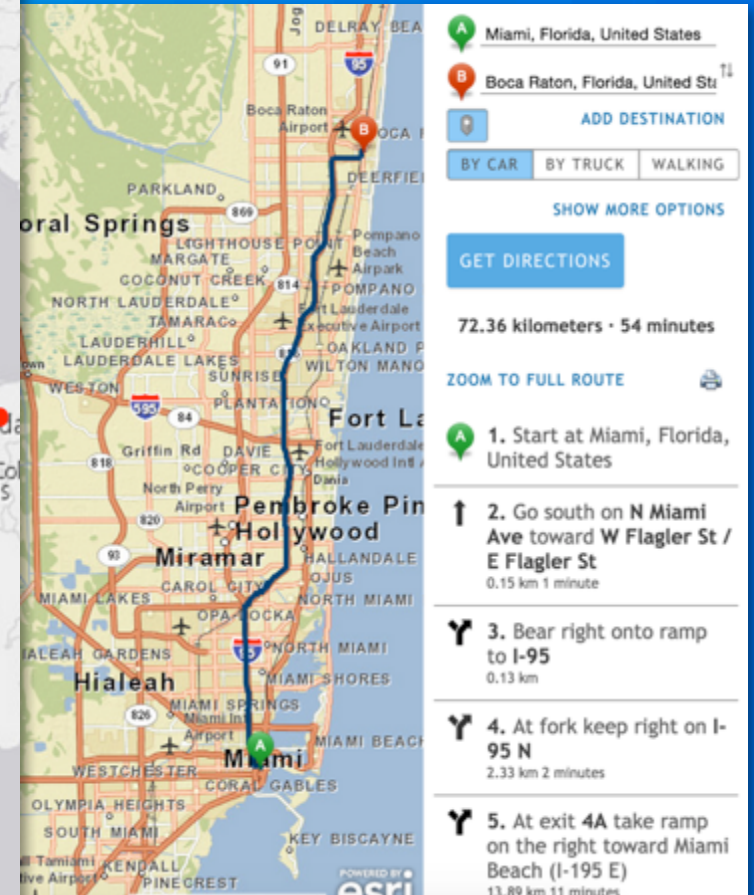 Jog
DELRAY BEA
91
95
Boca Raton
Airport
B
OCA R
DEERFIE
PARKLAND
869
oral Springs
LIGHTHOUSE POINT
Pompano
Beach
Airpark
MARGATE
COCONUT CREEK
814
POMPANO
NORTH LAUDERDALE
Fort Lauderdale
Executive Airport
TAMARAC
LAUDERHILL
OAKLAND P
LAUDERDALE LAKES
WILTON MANO
own
SUNRISE
WESTON
PLANTATION
595
84
Fort La
Griffin Rd
DAVIE
Fort Lauderdale
Hollywood Intl A
818
COOPER CITY
Dania
North Perry
Airport
Pembroke Pin
820
Hollywood
93
Miramar
HALLANDALE
OJUS
CAROL CITY
MIAMI LAKES
NORTH MIAMI
OPA-LOCKA
IALEAH GARDENS
NORTH MIAMI
Hialeah
MIAMI SHORES
MIAMI SPRINGS
826
Miami Int
Airport
A
Miami
MIAMI BEACH
WESTCHESTER
CORAL GABLES
OLYMPIA HEIGHTS
SOUTH MIAMI
KEY BISCAYNE
Tamiami
KENDALL
tive Airport
PINECREST
POWERED BY
esri
A
Miami, Florida, United States
B
Boca Raton, Florida, United St
ADD DESTINATION
BY CAR BY TRUCK WALKING
SHOW MORE OPTIONS
GET DIRECTIONS
72.36 kilometers · 54 minutes
ZOOM TO FULL ROUTE
A
1. Start at Miami, Florida,
United States
2. Go south on N Miami
Ave toward W Flagler St /
E Flagler St
0.15 km 1 minute
3. Bear right onto ramp
to I-95
0.13 km
4. At fork keep right on I-
95 N
2.33 km 2 minutes
5. At exit 4A take ramp
on the right toward Miami
Beach (I-195 E)
13.89 km 11 minutes